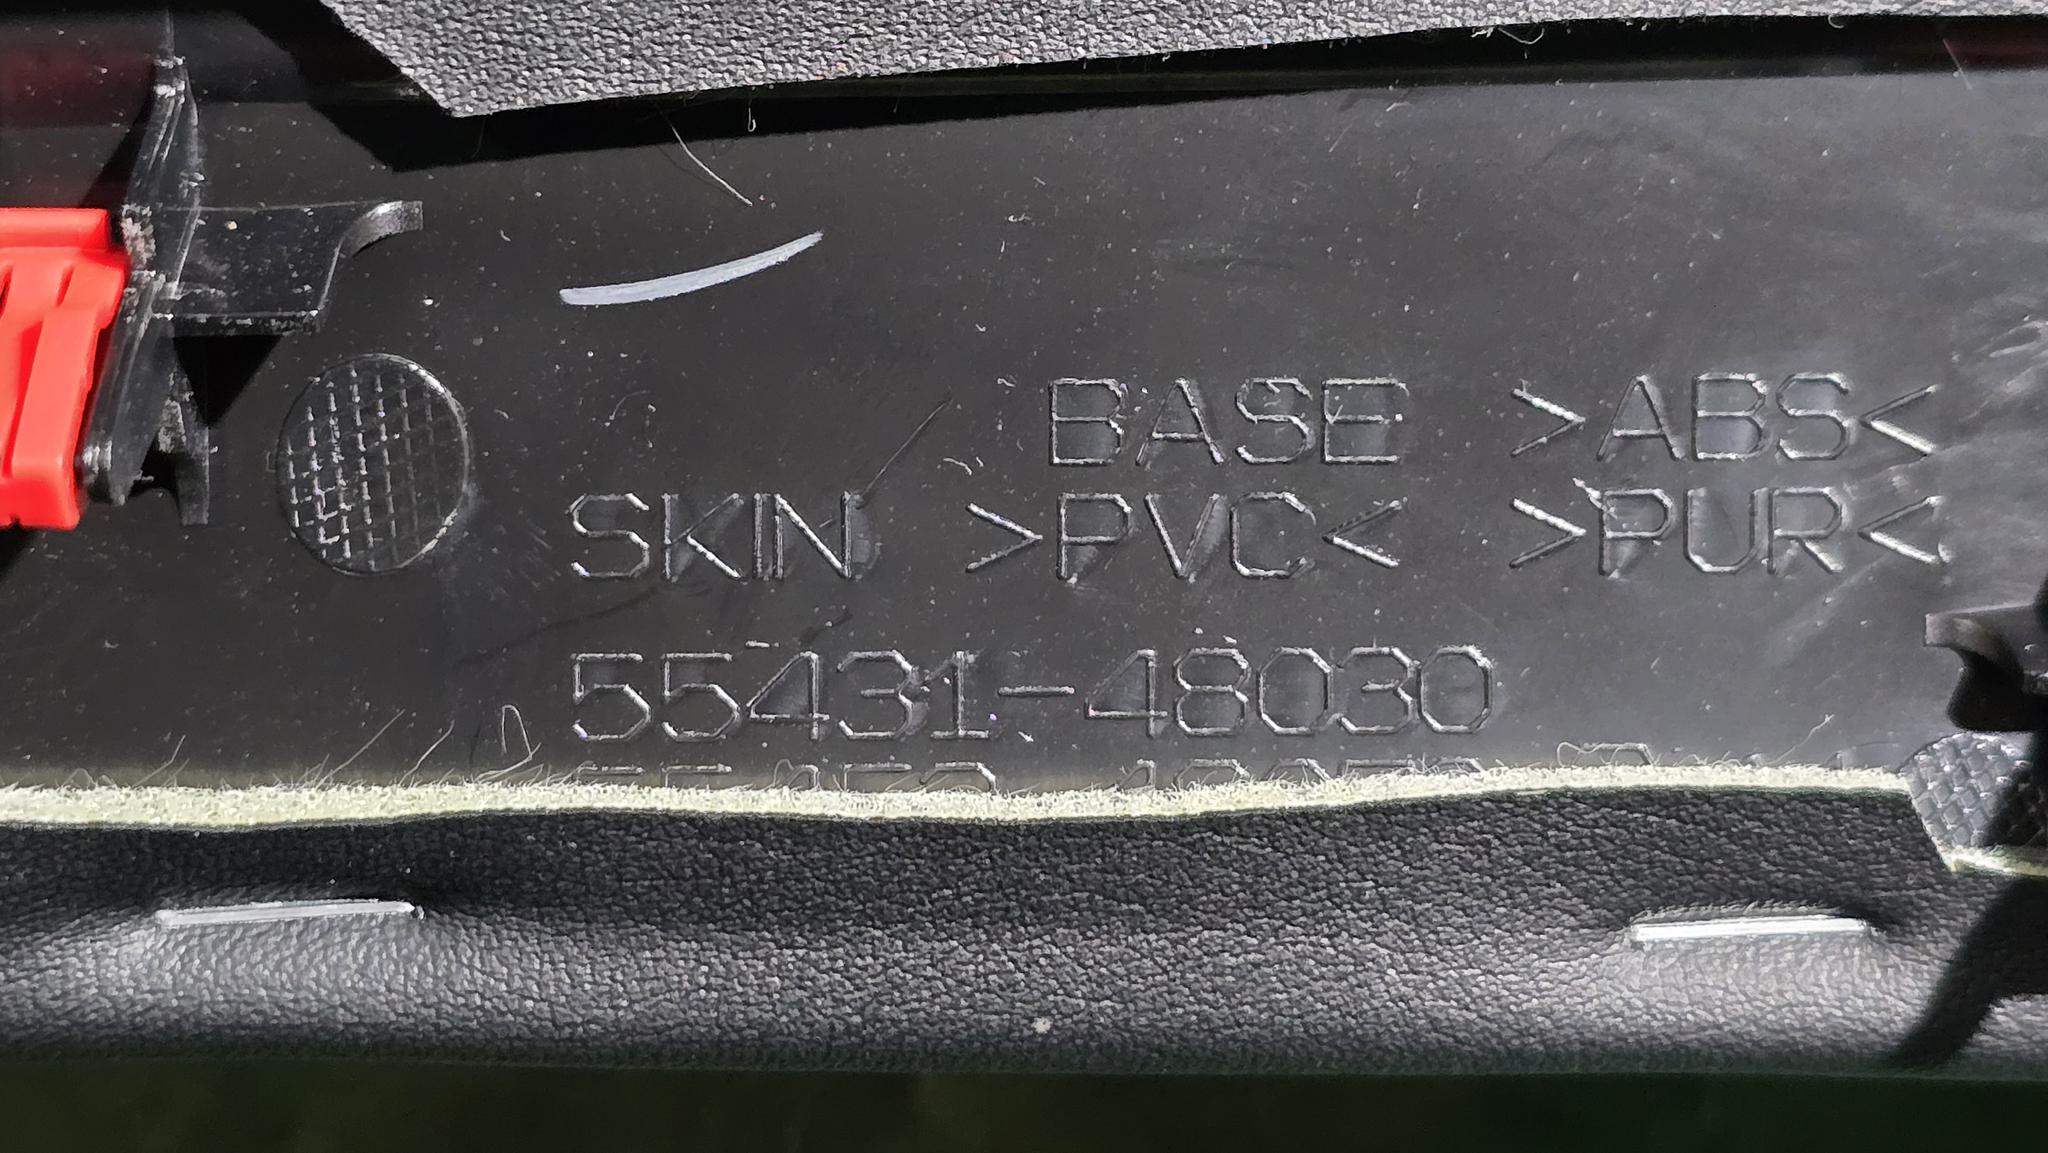 BASE >ABS<
SKIN >PVC< >PUR<
55431-48030